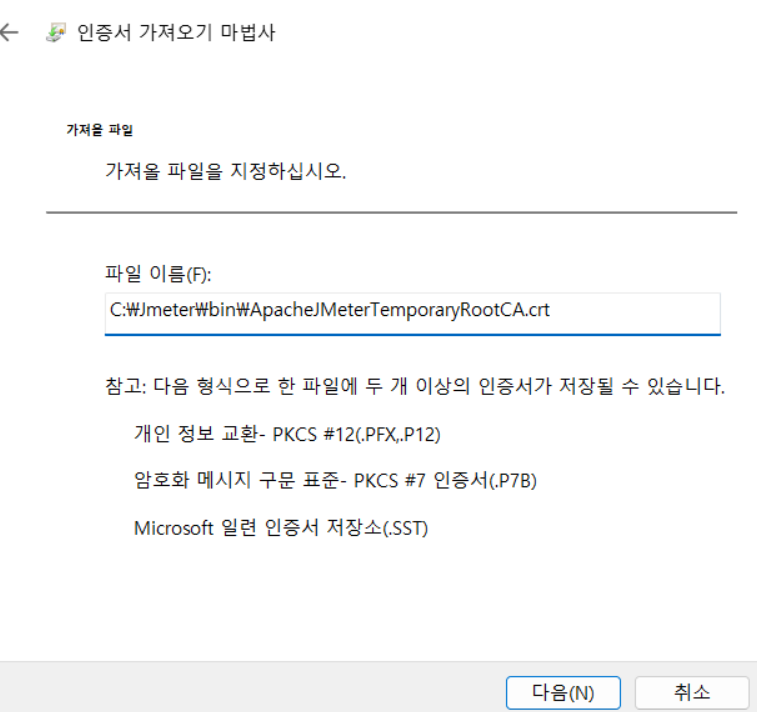 인증서 가져오기 마법사
가져올 파일
가져올 파일을 지정하십시오.
파일 이름(F):
C:₩Jmeter₩bin₩ApacheJMeterTemporaryRootCA.crt
참고: 다음 형식으로 한 파일에 두 개 이상의 인증서가 저장될 수 있습니다.
개인 정보 교환- PKCS #12(.PFX,.P12)
암호화 메시지 구문 표준- PKCS #7 인증서(.P7B)
Microsoft 일련 인증서 저장소(.SST)
다음(N) 취소